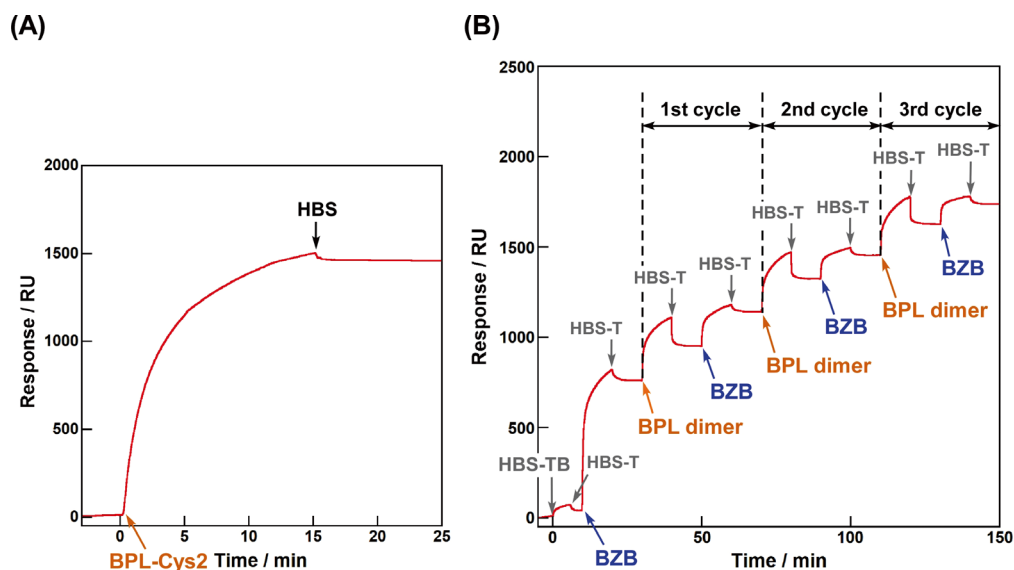 (A)
2000
1500
1000
500
0
Response / RU
HBS
0
5
10
15
20
25
BPL-Cys2
Time / min
(B)
2500
2000
1500
1000
500
0
Response / RU
1st cycle
2nd cycle
3rd cycle
HBS-TB
HBS-T
BZB
HBS-T
BPL dimer
HBS-T
BZB
HBS-T
BPL dimer
HBS-T
BZB
HBS-T
BPL dimer
HBS-T
BZB
HBS-T
0
50
100
150
Time / min